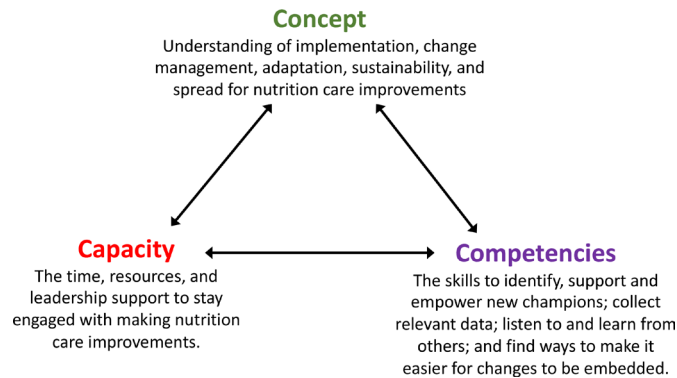 Concept
Understanding of implementation, change
management, adaptation, sustainability, and
spread for nutrition care improvements
Capacity
The time, resources, and
leadership support to stay
engaged with making nutrition
care improvements.
Competencies
The skills to identify, support and
empower new champions; collect
relevant data; listen to and learn from
others; and find ways to make it
easier for changes to be embedded.